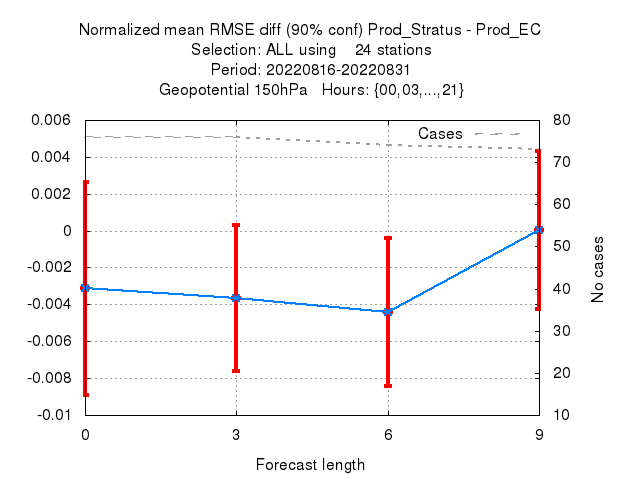 Normalized mean RMSE diff (90% conf) Prod_Stratus - Prod_EC
Selection: ALL using    24 stations
Period: 20220816-20220831
Geopotential 150hPa   Hours: {00,03,...,21}
0.006
0.004
0.002
0
-0.002
-0.004
-0.006
-0.008
-0.01
Cases
80
70
60
50
40
30
20
10
No cases
0 3 6 9
Forecast length